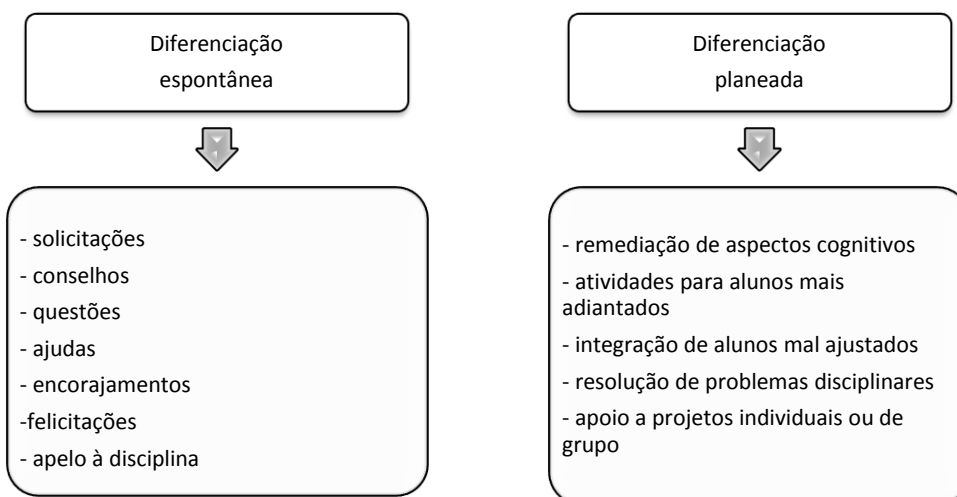 Diferenciação
espontânea
- solicitações
- conselhos
- questões
- ajudas
- encorajamentos
-felicitações
- apelo à disciplina
Diferenciação
planeada
- remediação de aspectos cognitivos
- atividades para alunos mais
adiantados
- integração de alunos mal ajustados
- resolução de problemas disciplinares
- apoio a projetos individuais ou de
grupo